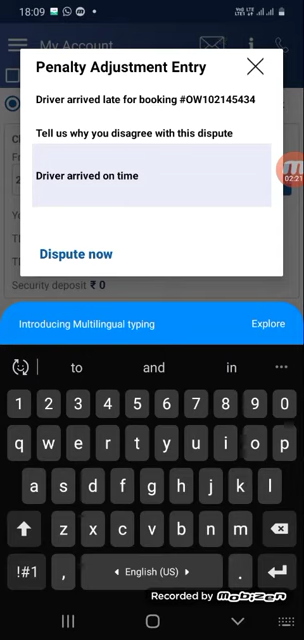 18:09
My Account
Penalty Adjustment Entry
Driver arrived late for booking #OW102145434
Tell us why you disagree with this dispute
Driver arrived on time
02:21
Dispute now
Security deposit ₹ 0
Introducing Multilingual typing
Explore
to and in
1 2 3 4 5 6 7 8 9 0
q w e r t y u i o p
a s d f g h j k l
z x c v b n m
!#1 , English (US) .
Recorded by mobizen